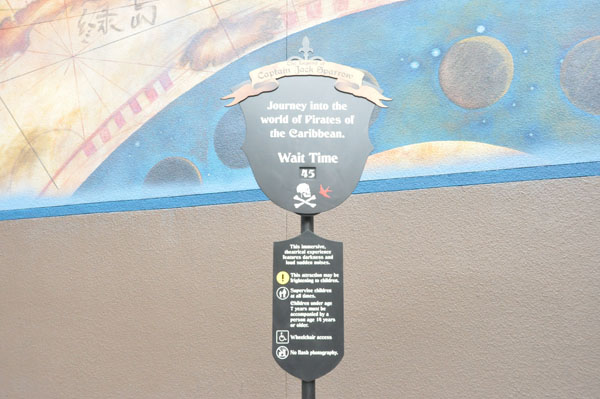 绿岛
Captain Jack Sparrow
Journey into the
world of Pirates of
the Caribbean.
Wait Time
45
This immersive,
theatrical experience
features darkness and
loud sudden noises.
This attraction may be
frightening to children.
Supervise children
at all times.
Children under age
7 years must be
accompanied by a
person age 14 years
or older.
Wheelchair access
No flash photography.